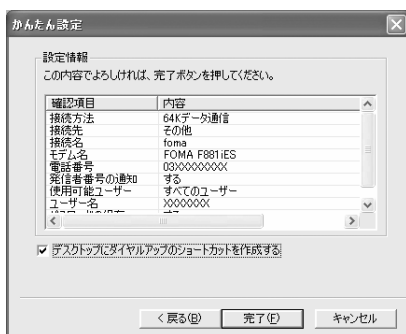 かんたん設定
設定情報
この内容でよろしければ、完了ボタンを押してください。
確認項目 内容
接続方法 64Kデータ通信
接続先 その他
接続名 foma
モデム名 FOMA F881iES
電話番号 03XXXXXXXX
発信者番号の通知 する
使用可能ユーザー すべてのユーザー
ユーザー名 XXXXXXX
デスクトップにダイヤルアップのショートカットを作成する
< 戻る(B) 完了(F) キャンセル